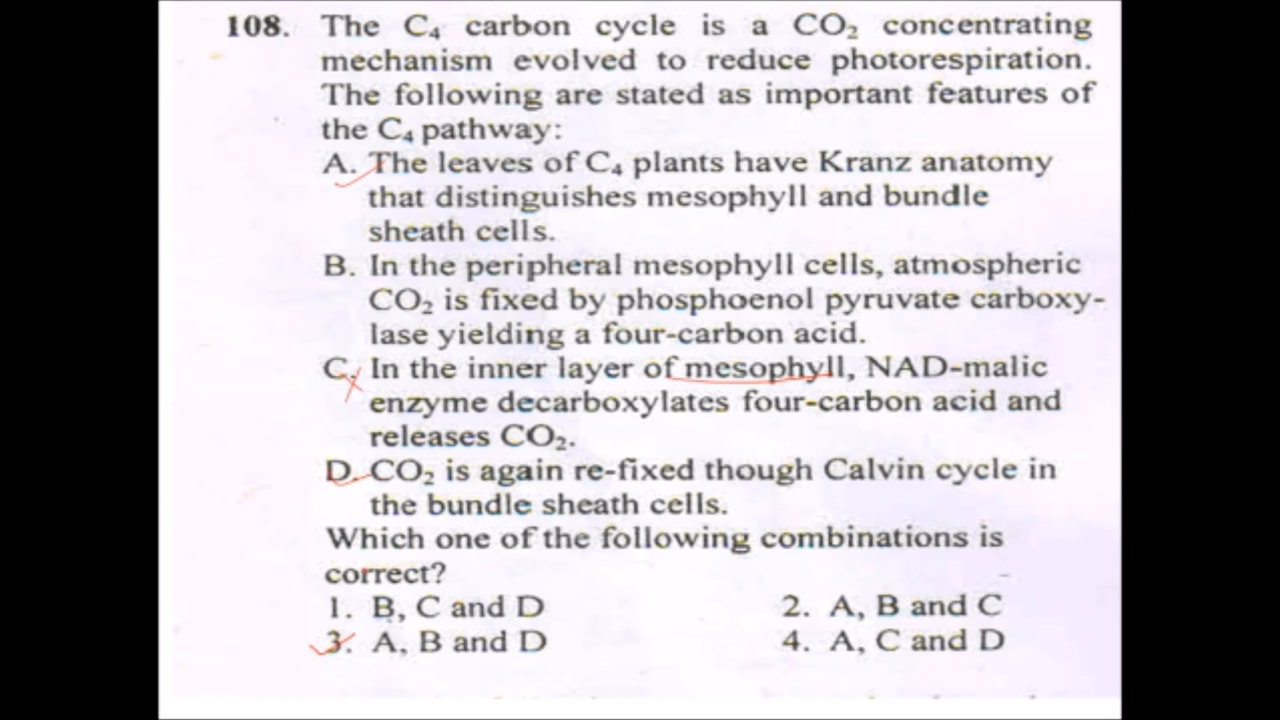 108. The C₄ carbon cycle is a CO₂ concentrating
mechanism evolved to reduce photorespiration.
The following are stated as important features of
the C₄ pathway:
A. The leaves of C₄ plants have Kranz anatomy
that distinguishes mesophyll and bundle
sheath cells.
B. In the peripheral mesophyll cells, atmospheric
CO₂ is fixed by phosphoenol pyruvate carboxy-
lase yielding a four-carbon acid.
C. In the inner layer of mesophyll, NAD-malic
enzyme decarboxylates four-carbon acid and
releases CO₂.
D. CO₂ is again re-fixed though Calvin cycle in
the bundle sheath cells.
Which one of the following combinations is
correct?
1. B, C and D 2. A, B and C
3. A, B and D 4. A, C and D